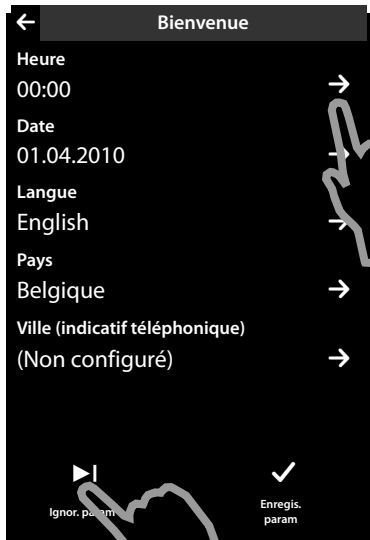 Bienvenue
Heure
00:00
Date
01.04.2010
Langue
English
Pays
Belgique
Ville (indicatif téléphonique)
(Non configuré)
Ignor. param
Enregis.
param